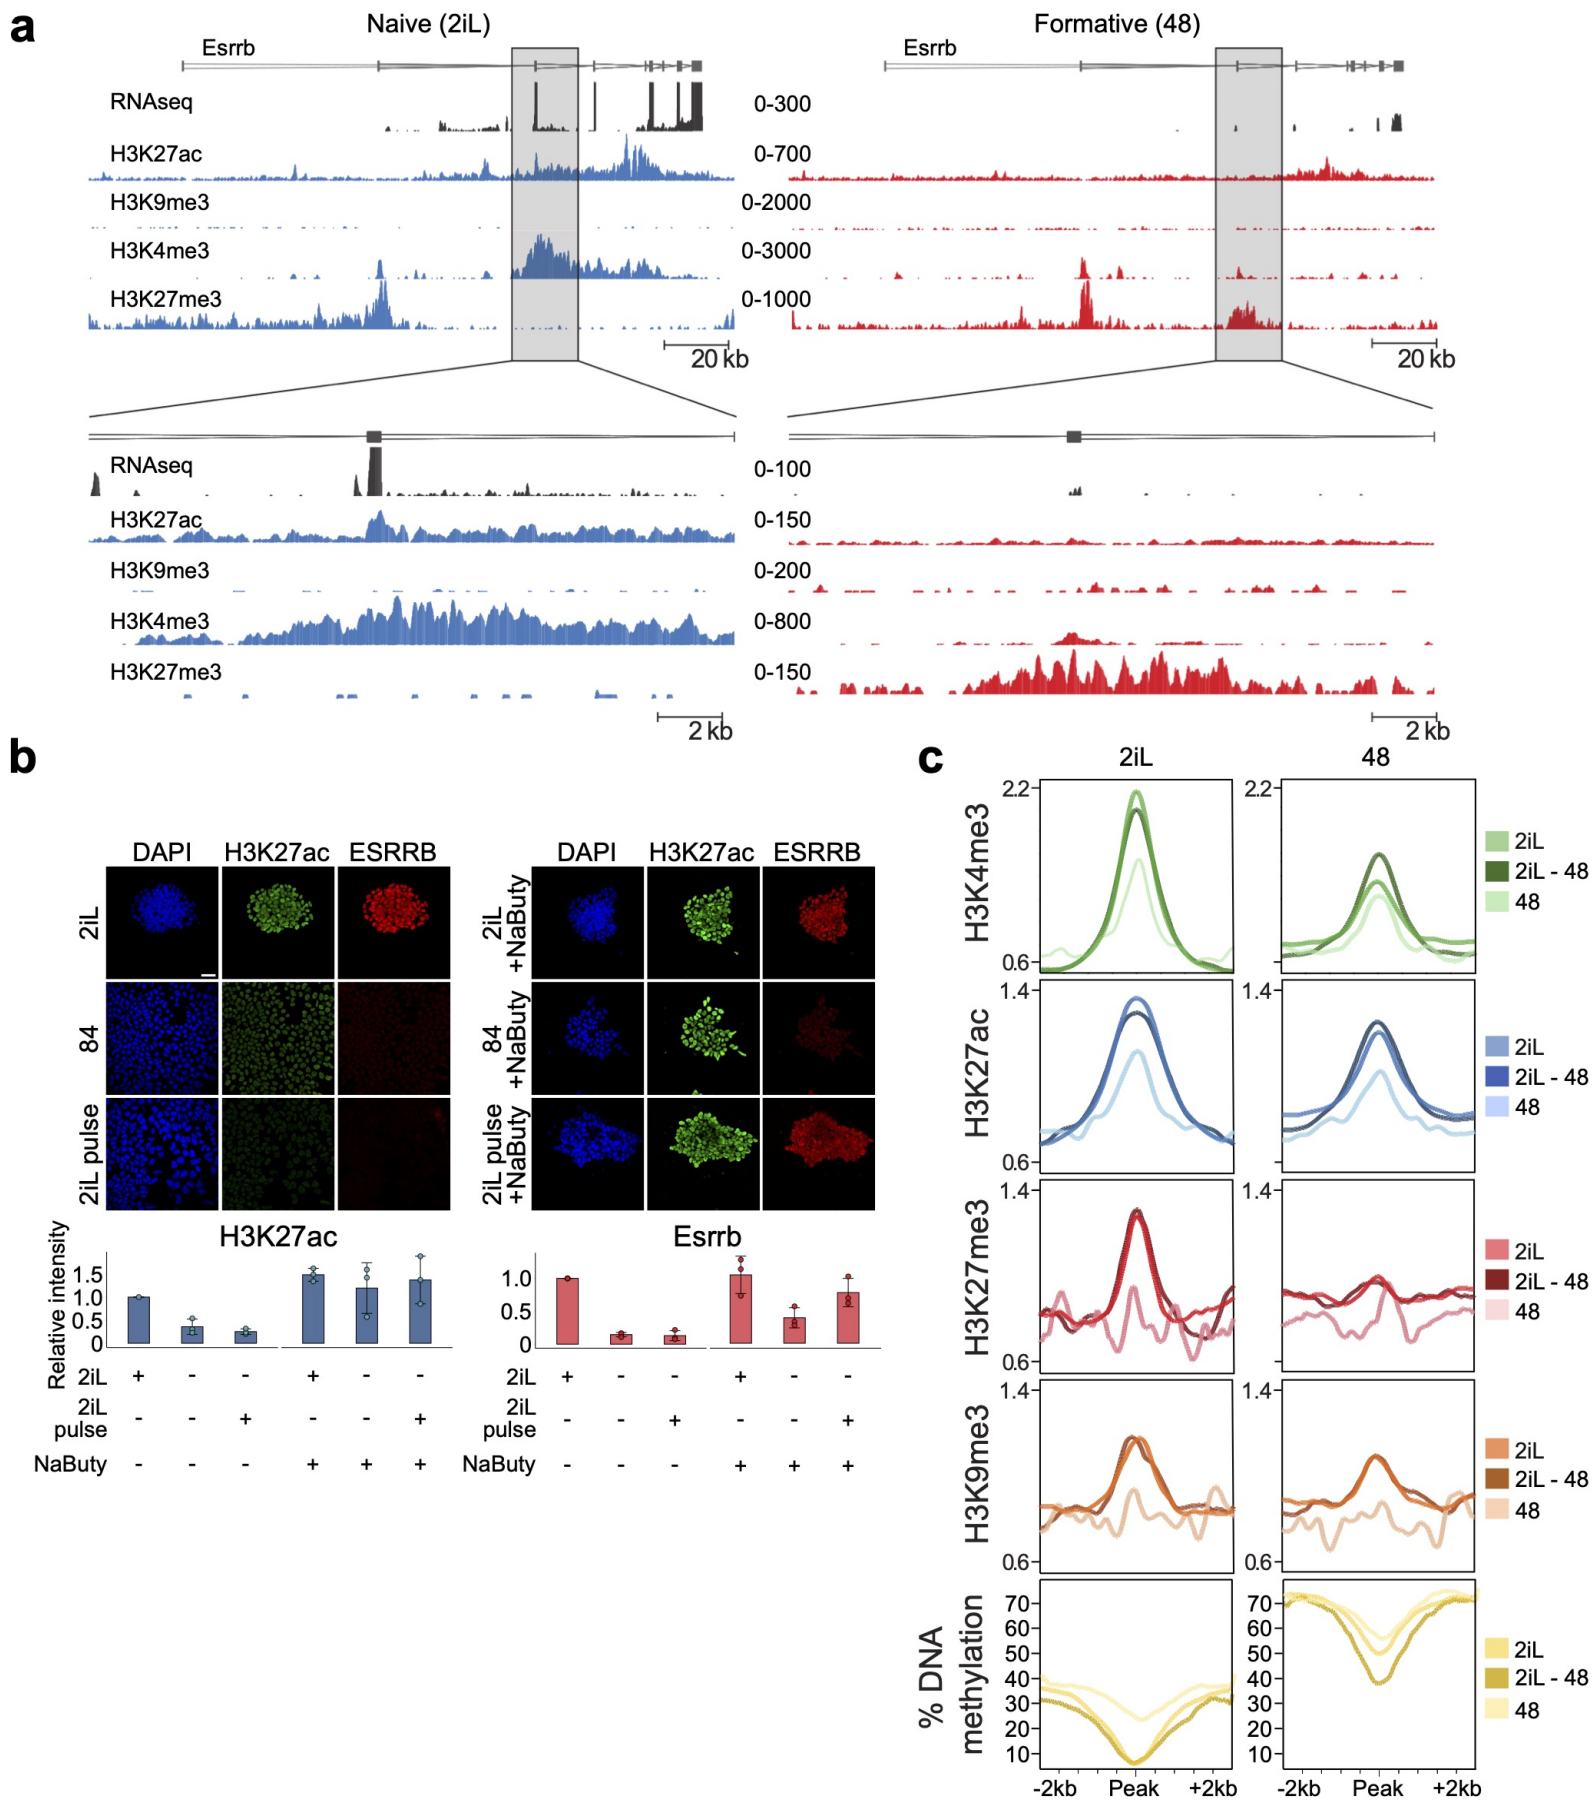 a
Naive (2iL)
Formative (48)
Esrrb
Esrrb
RNAseq
0-300
H3K27ac
0-700
H3K9me3
0-2000
H3K4me3
0-3000
H3K27me3
0-1000
20 kb
20 kb
RNAseq
0-100
H3K27ac
0-150
H3K9me3
0-200
H3K4me3
0-800
H3K27me3
0-150
2 kb
2 kb
b
DAPI H3K27ac ESRRB
2iL
84
2iL pulse
DAPI H3K27ac ESRRB
2iL +NaButy
84 +NaButy
2iL pulse +NaButy
H3K27ac
Relative intensity
1.5
1.0
0.5
0
2iL + - - + - -
2iL pulse - - + - - +
NaButy - - - + + +
Esrrb
1.0
0.5
0
2iL + - - + - -
2iL pulse - - + - - +
NaButy - - - + + +
c
2iL
48
H3K4me3
2.2
0.6
2.2
0.6
2iL
2iL - 48
48
H3K27ac
1.4
0.6
1.4
0.6
2iL
2iL - 48
48
H3K27me3
1.4
0.6
1.4
2iL
2iL - 48
48
H3K9me3
1.4
0.6
1.4
0.6
2iL
2iL - 48
48
% DNA methylation
70
60
50
40
30
20
10
70
60
50
40
30
20
10
2iL
2iL - 48
48
-2kb Peak +2kb
-2kb Peak +2kb